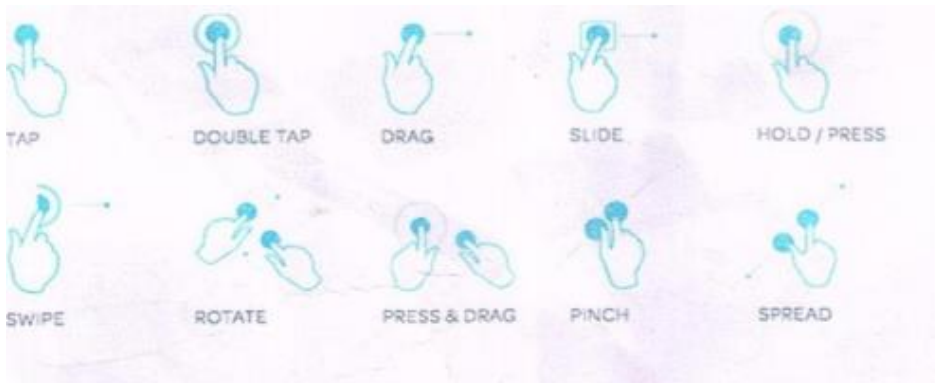 TAP DOUBLE TAP DRAG SLIDE HOLD / PRESS
SWIPE ROTATE PRESS & DRAG PINCH SPREAD